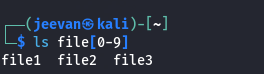 ┌──(jeevan㉿kali)-[~]
└─$ ls file[0-9]
file1  file2  file3